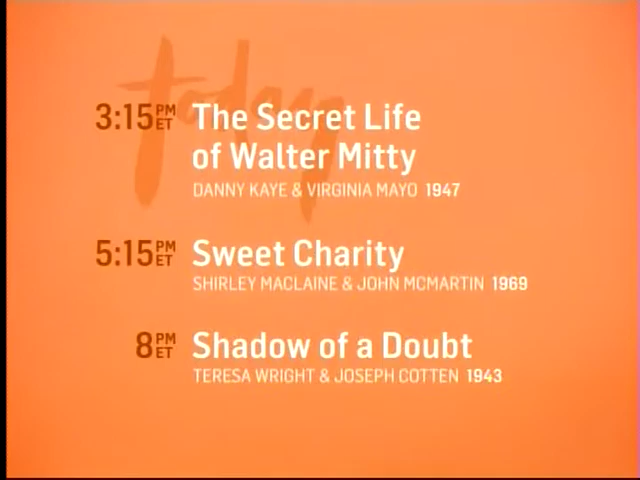 today
3:15 PM ET
The Secret Life
of Walter Mitty
DANNY KAYE & VIRGINIA MAYO 1947
5:15 PM ET
Sweet Charity
SHIRLEY MACLAINE & JOHN MCMARTIN 1969
8 PM ET
Shadow of a Doubt
TERESA WRIGHT & JOSEPH COTTEN 1943